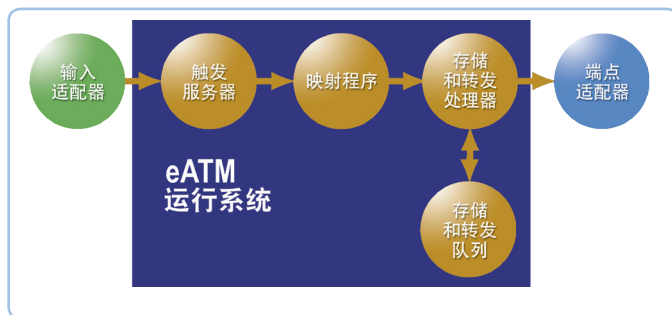 输入
适配器
触发
服务器
映射程序
存储
和转发
处理器
端点
适配器
eATM
运行系统
存储
和转发
队列